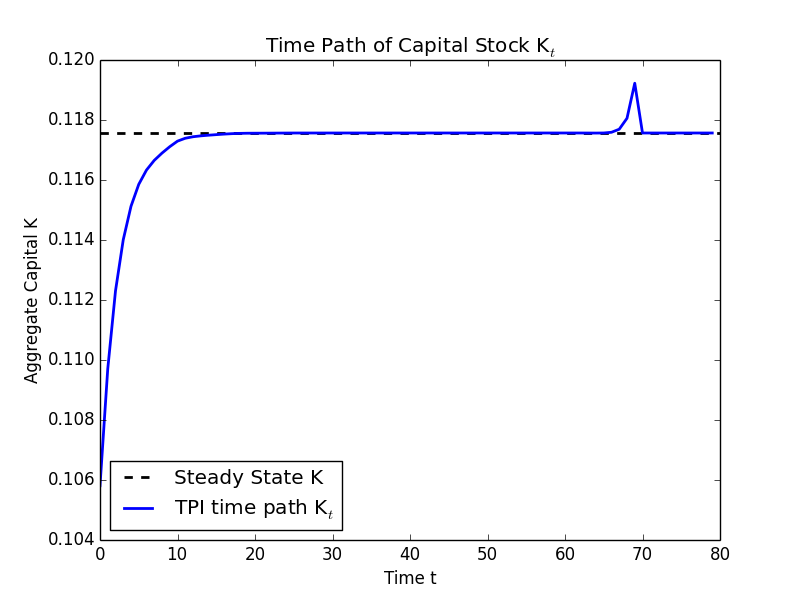 Time Path of Capital Stock Kₜ
0.120
0.118
0.116
0.114
0.112
0.110
0.108
0.106
0.104
Aggregate Capital K
Steady State K
TPI time path Kₜ
0 10 20 30 40 50 60 70 80
Time t